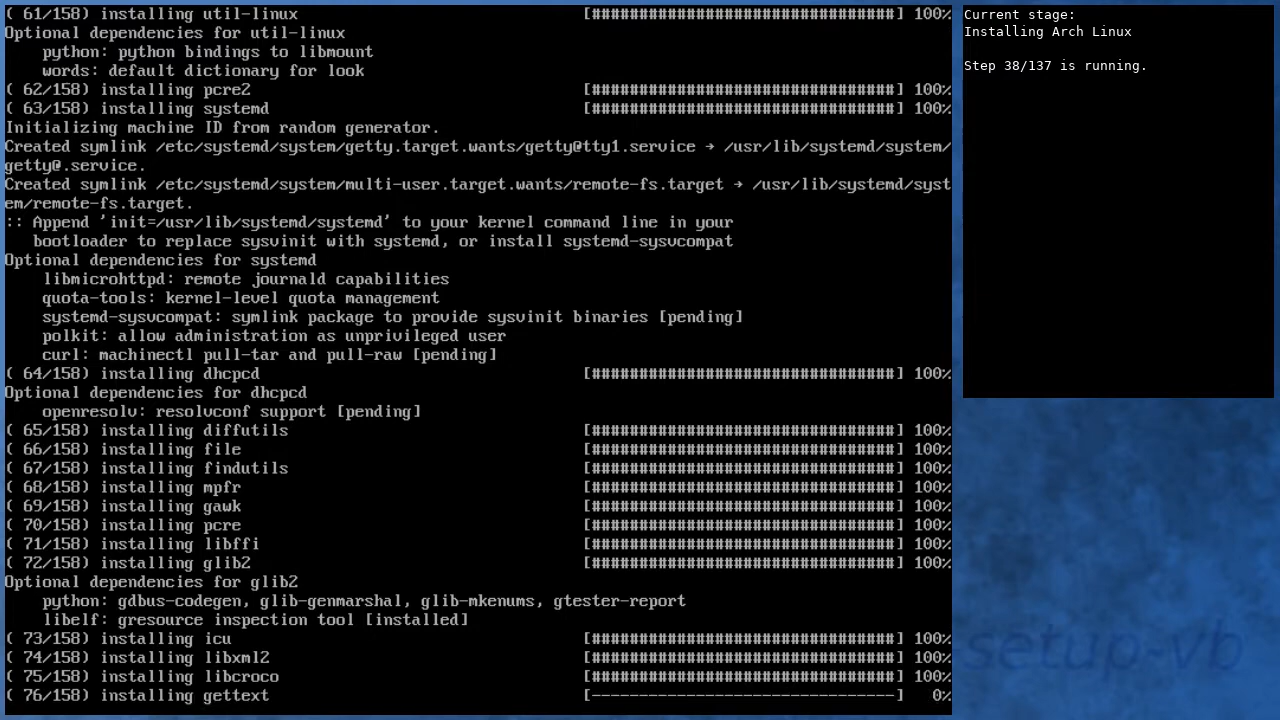 ( 61/158) installing util-linux [################################] 100%
Optional dependencies for util-linux
python: python bindings to libmount
words: default dictionary for look
( 62/158) installing pcre2 [################################] 100%
( 63/158) installing systemd [################################] 100%
Initializing machine ID from random generator.
Created symlink /etc/systemd/system/getty.target.wants/getty@tty1.service → /usr/lib/systemd/system/
getty@.service.
Created symlink /etc/systemd/system/multi-user.target.wants/remote-fs.target → /usr/lib/systemd/syst
em/remote-fs.target.
:: Append 'init=/usr/lib/systemd/systemd' to your kernel command line in your
bootloader to replace sysvinit with systemd, or install systemd-sysvcompat
Optional dependencies for systemd
libmicrohttpd: remote journald capabilities
quota-tools: kernel-level quota management
systemd-sysvcompat: symlink package to provide sysvinit binaries [pending]
polkit: allow administration as unprivileged user
curl: machinectl pull-tar and pull-raw [pending]
( 64/158) installing dhcpcd [################################] 100%
Optional dependencies for dhcpcd
openresolv: resolvconf support [pending]
( 65/158) installing diffutils [################################] 100%
( 66/158) installing file [################################] 100%
( 67/158) installing findutils [################################] 100%
( 68/158) installing mpfr [################################] 100%
( 69/158) installing gawk [################################] 100%
( 70/158) installing pcre [################################] 100%
( 71/158) installing libffi [################################] 100%
( 72/158) installing glib2 [################################] 100%
Optional dependencies for glib2
python: gdbus-codegen, glib-genmarshal, glib-mkenums, gtester-report
libelf: gresource inspection tool [installed]
( 73/158) installing icu [################################] 100%
( 74/158) installing libxml2 [################################] 100%
( 75/158) installing libcroco [################################] 100%
( 76/158) installing gettext [--------------------------------] 0%
Current stage:
Installing Arch Linux
Step 38/137 is running.
setup-vb